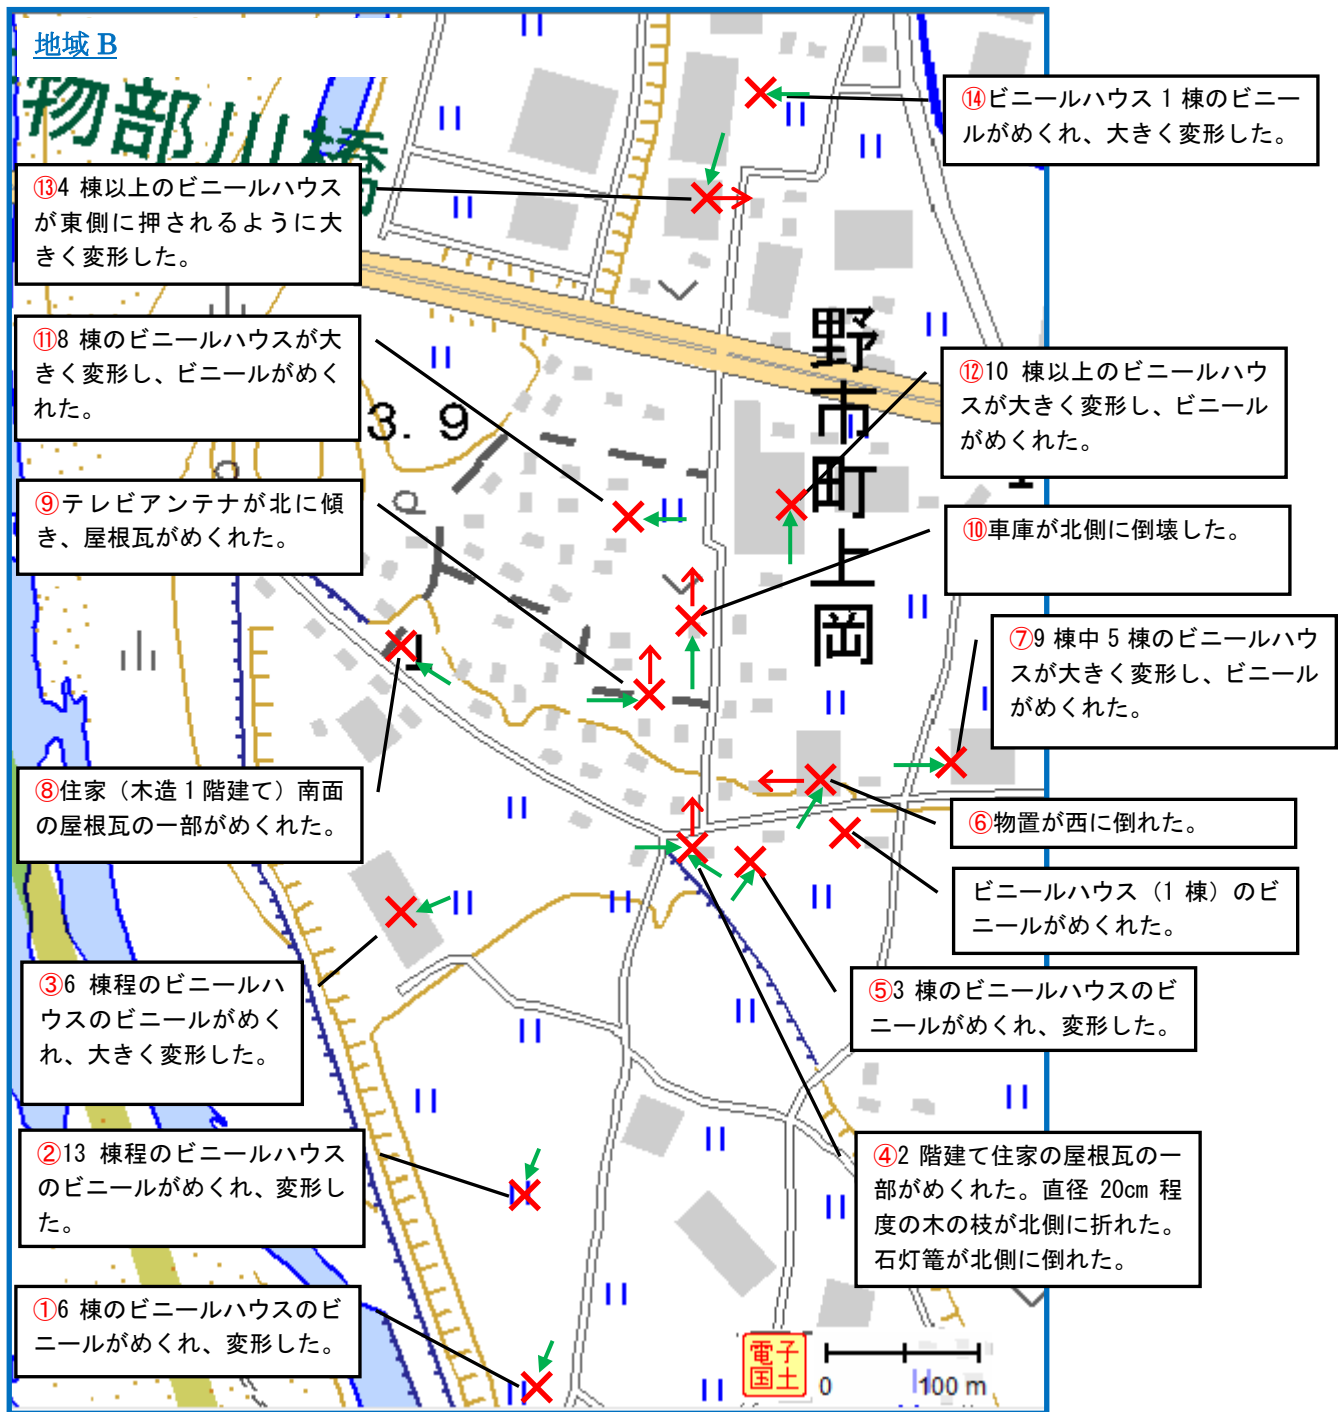 地域 B
物部川橋
⑭ビニールハウス 1 棟のビニー
ルがめくれ、大きく変形した。
⑬4 棟以上のビニールハウス
が東側に押されるように大
きく変形した。
⑪8 棟のビニールハウスが大
きく変形し、ビニールがめく
れた。
3. 9
野市町上岡
⑫10 棟以上のビニールハウ
スが大きく変形し、ビニール
がめくれた。
⑨テレビアンテナが北に傾
き、屋根瓦がめくれた。
⑩車庫が北側に倒壊した。
⑦9 棟中 5 棟のビニールハウ
スが大きく変形し、ビニール
がめくれた。
⑧住家（木造 1 階建て）南面
の屋根瓦の一部がめくれた。
⑥物置が西に倒れた。
ビニールハウス（1 棟）のビ
ニールがめくれた。
③6 棟程のビニールハ
ウスのビニールがめく
れ、大きく変形した。
⑤3 棟のビニールハウスのビ
ニールがめくれ、変形した。
②13 棟程のビニールハウス
のビニールがめくれ、変形し
た。
④2 階建て住家の屋根瓦の一
部がめくれた。直径 20cm 程
度の木の枝が北側に折れた。
石灯篭が北側に倒れた。
①6 棟のビニールハウスのビ
ニールがめくれ、変形した。
電子
国土
0 100 m